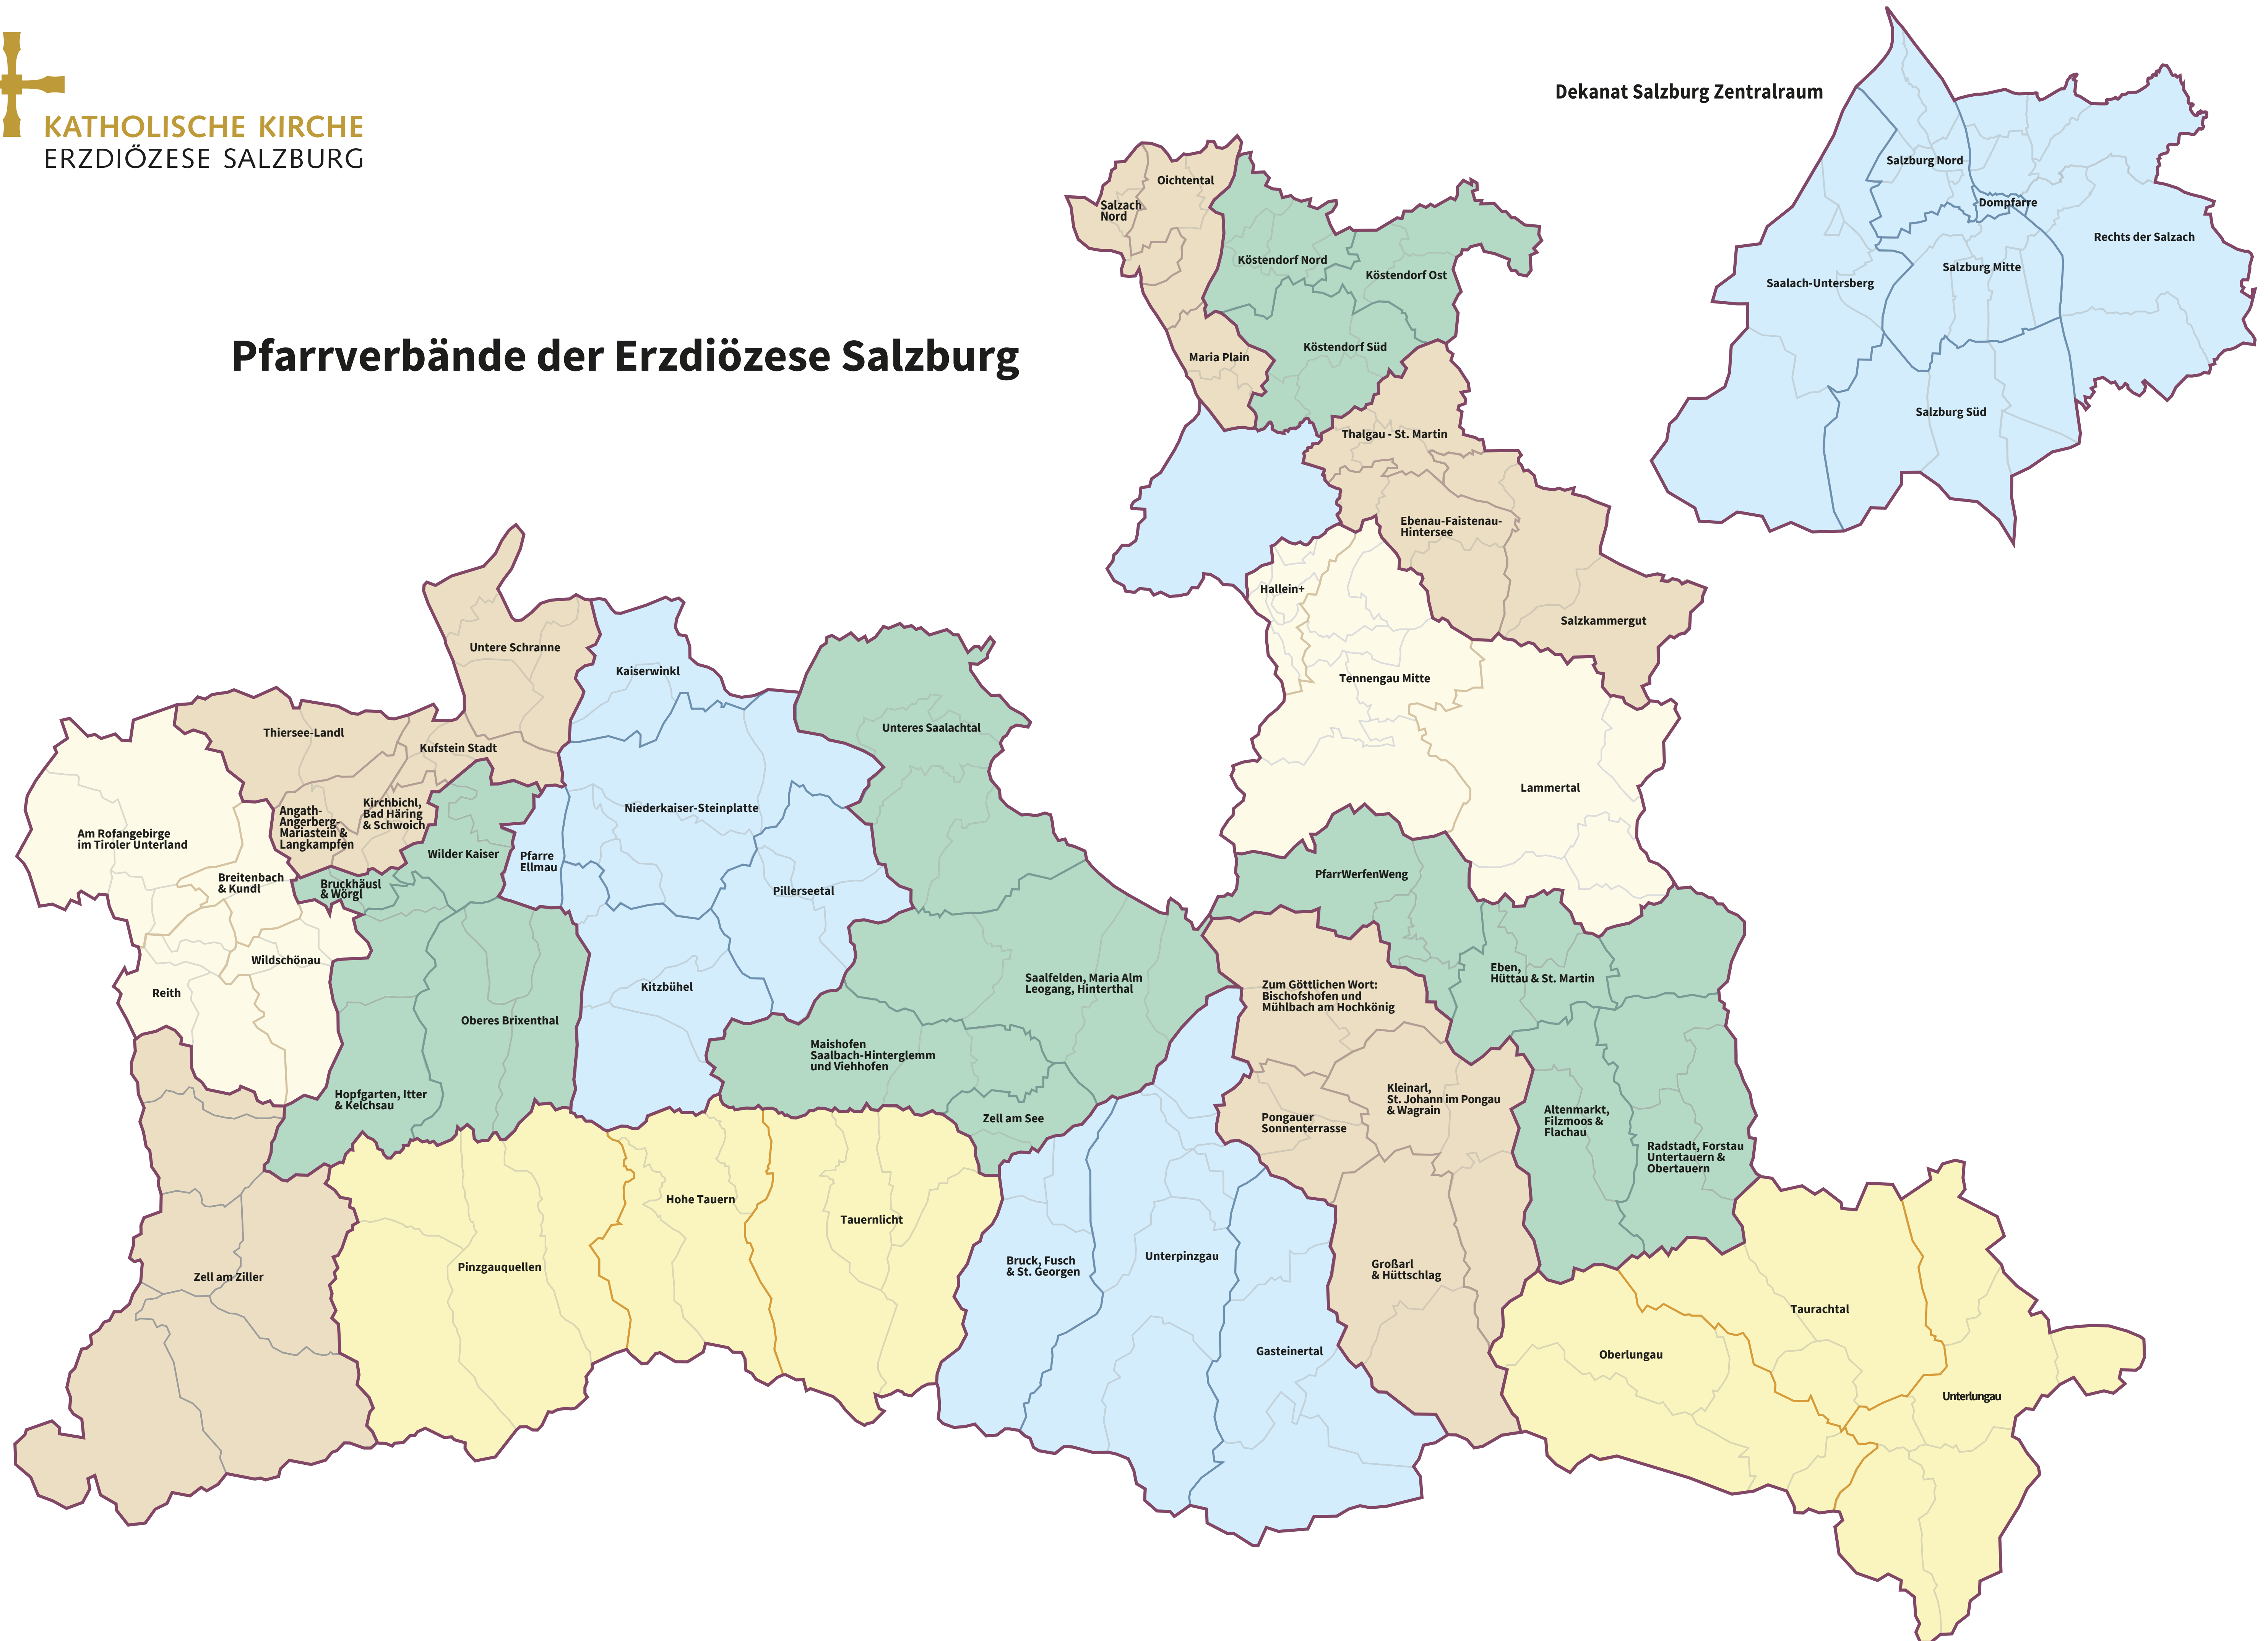 KATHOLISCHE KIRCHE
ERZDIÖZESE SALZBURG
Pfarrverbände der Erzdiözese Salzburg
Dekanat Salzburg Zentralraum
Salzburg Nord
Dompfarre
Rechts der Salzach
Salzburg Mitte
Saalach-Untersberg
Salzburg Süd
Oichtental
Salzach
Nord
Köstendorf Nord
Köstendorf Ost
Köstendorf Süd
Maria Plain
Thalgau - St. Martin
Ebenau-Faistenau-
Hintersee
Hallein+
Salzkammergut
Tennengau Mitte
Lammertal
Untere Schranne
Kaiserwinkl
Unteres Saalachtal
Thiersee-Landl
Kufstein Stadt
Angath-
Angerberg-
Mariastein &
Langkampfen
Kirchbichl,
Bad Häring
& Schwoich
Niederkaiser-Steinplatte
Am Rofangebirge
im Tiroler Unterland
Wilder Kaiser
Pfarre
Ellmau
Breitenbach
& Kundl
Bruckhäusl
& Wörgl
Pillerseetal
PfarrWerfenWeng
Wildschönau
Reith
Kitzbühel
Oberes Brixenthal
Saalfelden, Maria Alm
Leogang, Hinterthal
Zum Göttlichen Wort:
Bischofshofen und
Mühlbach am Hochkönig
Eben,
Hüttau & St. Martin
Maishofen
Saalbach-Hinterglemm
und Viehhofen
Hopfgarten, Itter
& Kelchsau
Zell am See
Kleinarl,
St. Johann im Pongau
& Wagrain
Pongauer
Sonnenterrasse
Altenmarkt,
Filzmoos &
Flachau
Radstadt, Forstau
Untertauern &
Obertauern
Hohe Tauern
Tauernlicht
Zell am Ziller
Pinzgauquellen
Bruck, Fusch
& St. Georgen
Unterpinzgau
Großarl
& Hüttschlag
Gasteinertal
Taurachtal
Oberlungau
Unterlungau